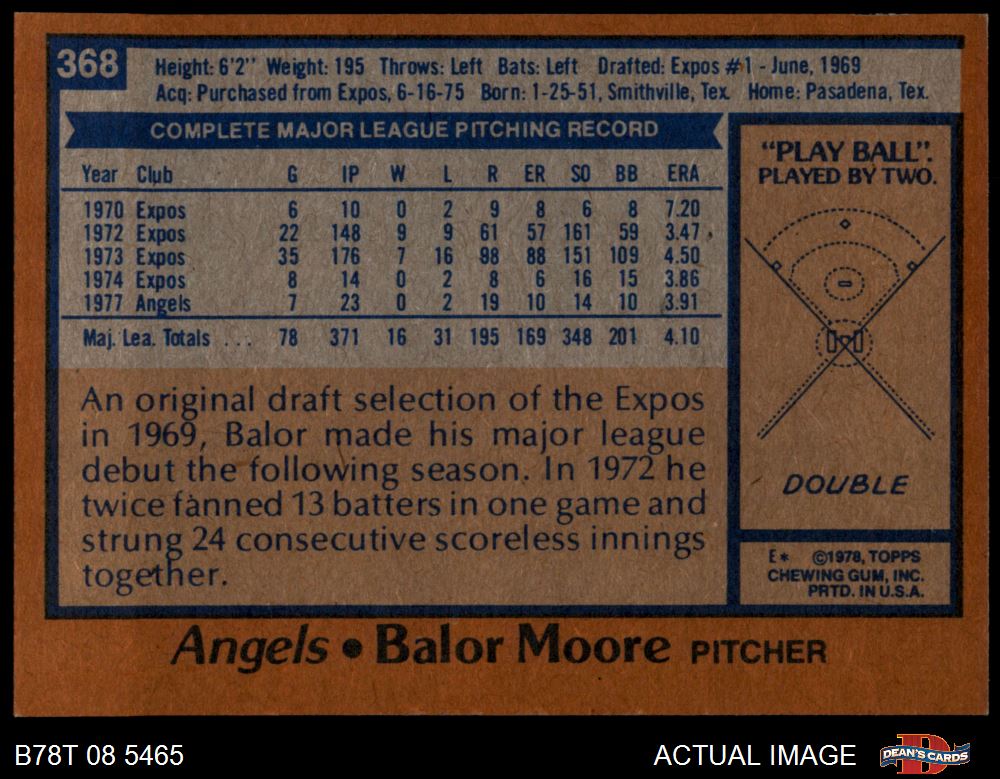 368
Height: 6'2" Weight: 195 Throws: Left Bats: Left Drafted: Expos #1 - June, 1969
Acq: Purchased from Expos, 6-16-75 Born: 1-25-51, Smithville, Tex. Home: Pasadena, Tex.
COMPLETE MAJOR LEAGUE PITCHING RECORD
Year Club G IP W L R ER SO BB ERA
1970 Expos 6 10 0 2 9 8 6 8 7.20
1972 Expos 22 148 9 9 61 57 161 59 3.47
1973 Expos 35 176 7 16 98 88 151 109 4.50
1974 Expos 8 14 0 2 8 6 16 15 3.86
1977 Angels 7 23 0 2 19 10 14 10 3.91
Maj. Lea. Totals ... 78 371 16 31 195 169 348 201 4.10
An original draft selection of the Expos
in 1969, Balor made his major league
debut the following season. In 1972 he
twice fanned 13 batters in one game and
strung 24 consecutive scoreless innings
together.
"PLAY BALL".
PLAYED BY TWO.
DOUBLE
E* ©1978, TOPPS
CHEWING GUM, INC.
PRTD. IN U.S.A.
Angels • Balor Moore PITCHER
B78T 08 5465
ACTUAL IMAGE
D
DEAN'S CARDS